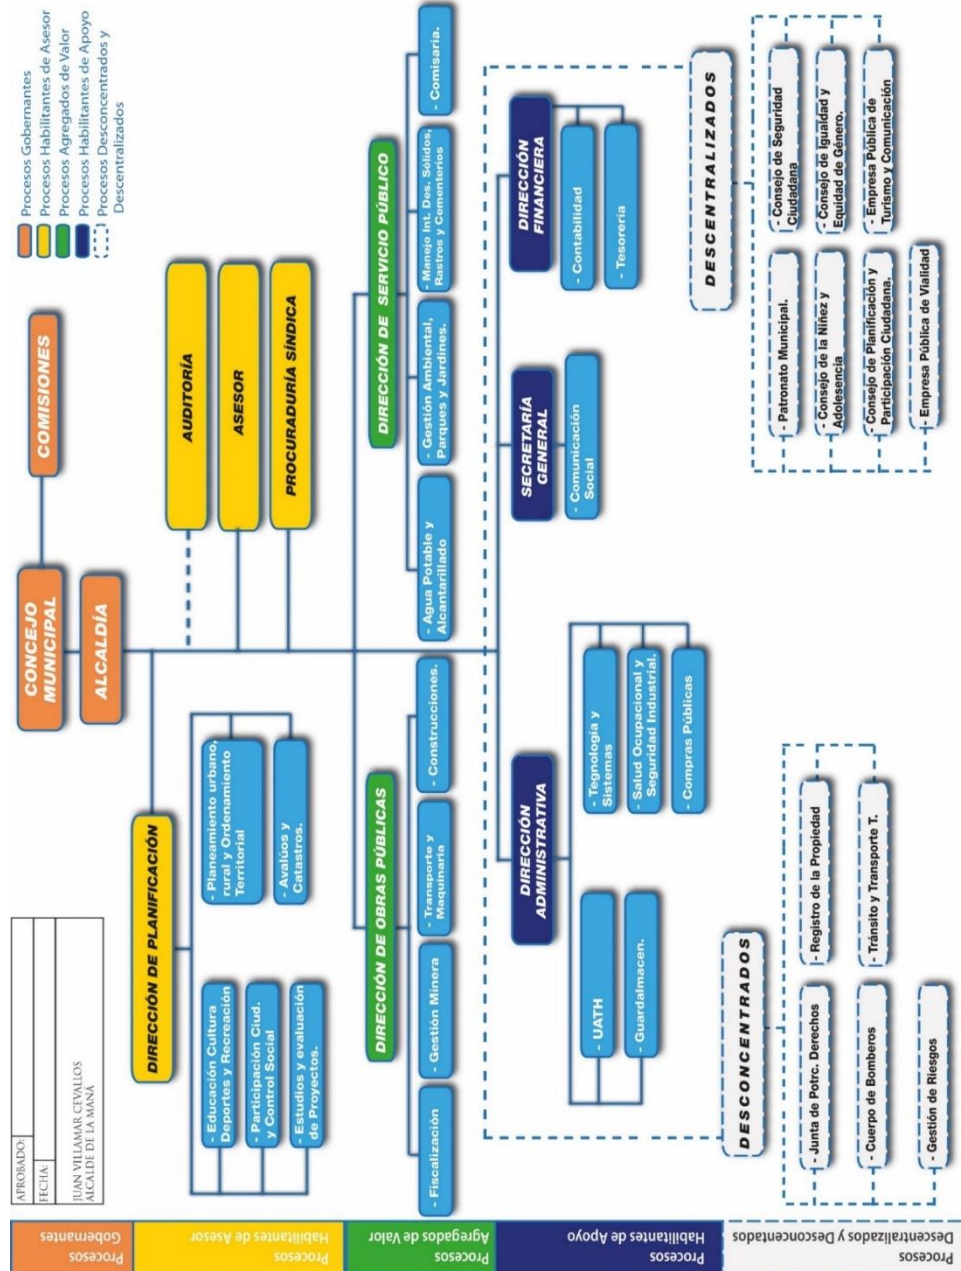 APROBADO:
FECHA:
JUAN VILLAMAR CEVALLOS
ALCALDE DE LA MANÁ
CONCEJO
MUNICIPAL
COMISIONES
ALCALDÍA
Procesos Gobernantes
Procesos Habilitantes de Asesor
Procesos Agregados de Valor
Procesos Habilitantes de Apoyo
Procesos Desconcentrados y
Descentralizados
DIRECCIÓN DE PLANIFICACIÓN
- Educación Cultura
Deportes y Recreación
- Participación Ciud.
y Control Social
- Estudios y evaluación
de Proyectos.
- Planeamiento urbano,
rural y Ordenamiento
Territorial
- Avalúos y
Catastros.
AUDITORÍA
ASESOR
PROCURADURÍA SÍNDICA
DIRECCIÓN DE OBRAS PÚBLICAS
- Fiscalización
- Gestión Minera
- Transporte y
Maquinaria
- Construcciones.
DIRECCIÓN DE SERVICIO PÚBLICO
- Agua Potable y
Alcantarillado
- Gestión Ambiental,
Parques y Jardines.
- Manejo Int. Des. Sólidos,
Rastros y Cementerios
- Comisaria.
DIRECCIÓN
ADMINISTRATIVA
- UATH
- Guardalmacen.
- Tegnología y
Sistemas
- Salud Ocupacional y
Seguridad Industrial.
- Compras Públicas
SECRETARÍA
GENERAL
- Comunicación
Social
DIRECCIÓN
FINANCIERA
- Contabilidad
- Tesoreria
DESCONCENTRADOS
- Junta de Potrc. Derechos
- Cuerpo de Bomberos
- Gestión de Riesgos
- Registro de la Propiedad
- Tránsito y Transporte T.
DESCENTRALIZADOS
- Patronato Municipal.
- Consejo de la Niñez y
Adolesencia
- Consejo de Planificación y
Participación Ciudadana.
- Empresa Pública de Vialidad
- Consejo de Seguridad
Ciudadana
- Consejo de Igualdad y
Equidad de Género.
- Empresa Pública de
Turismo y Comunicación
Procesos
Gobernantes
Procesos
Habilitantes de Asesor
Procesos
Agregados de Valor
Procesos
Habilitantes de Apoyo
Procesos
Descentralizados y Desconcentados